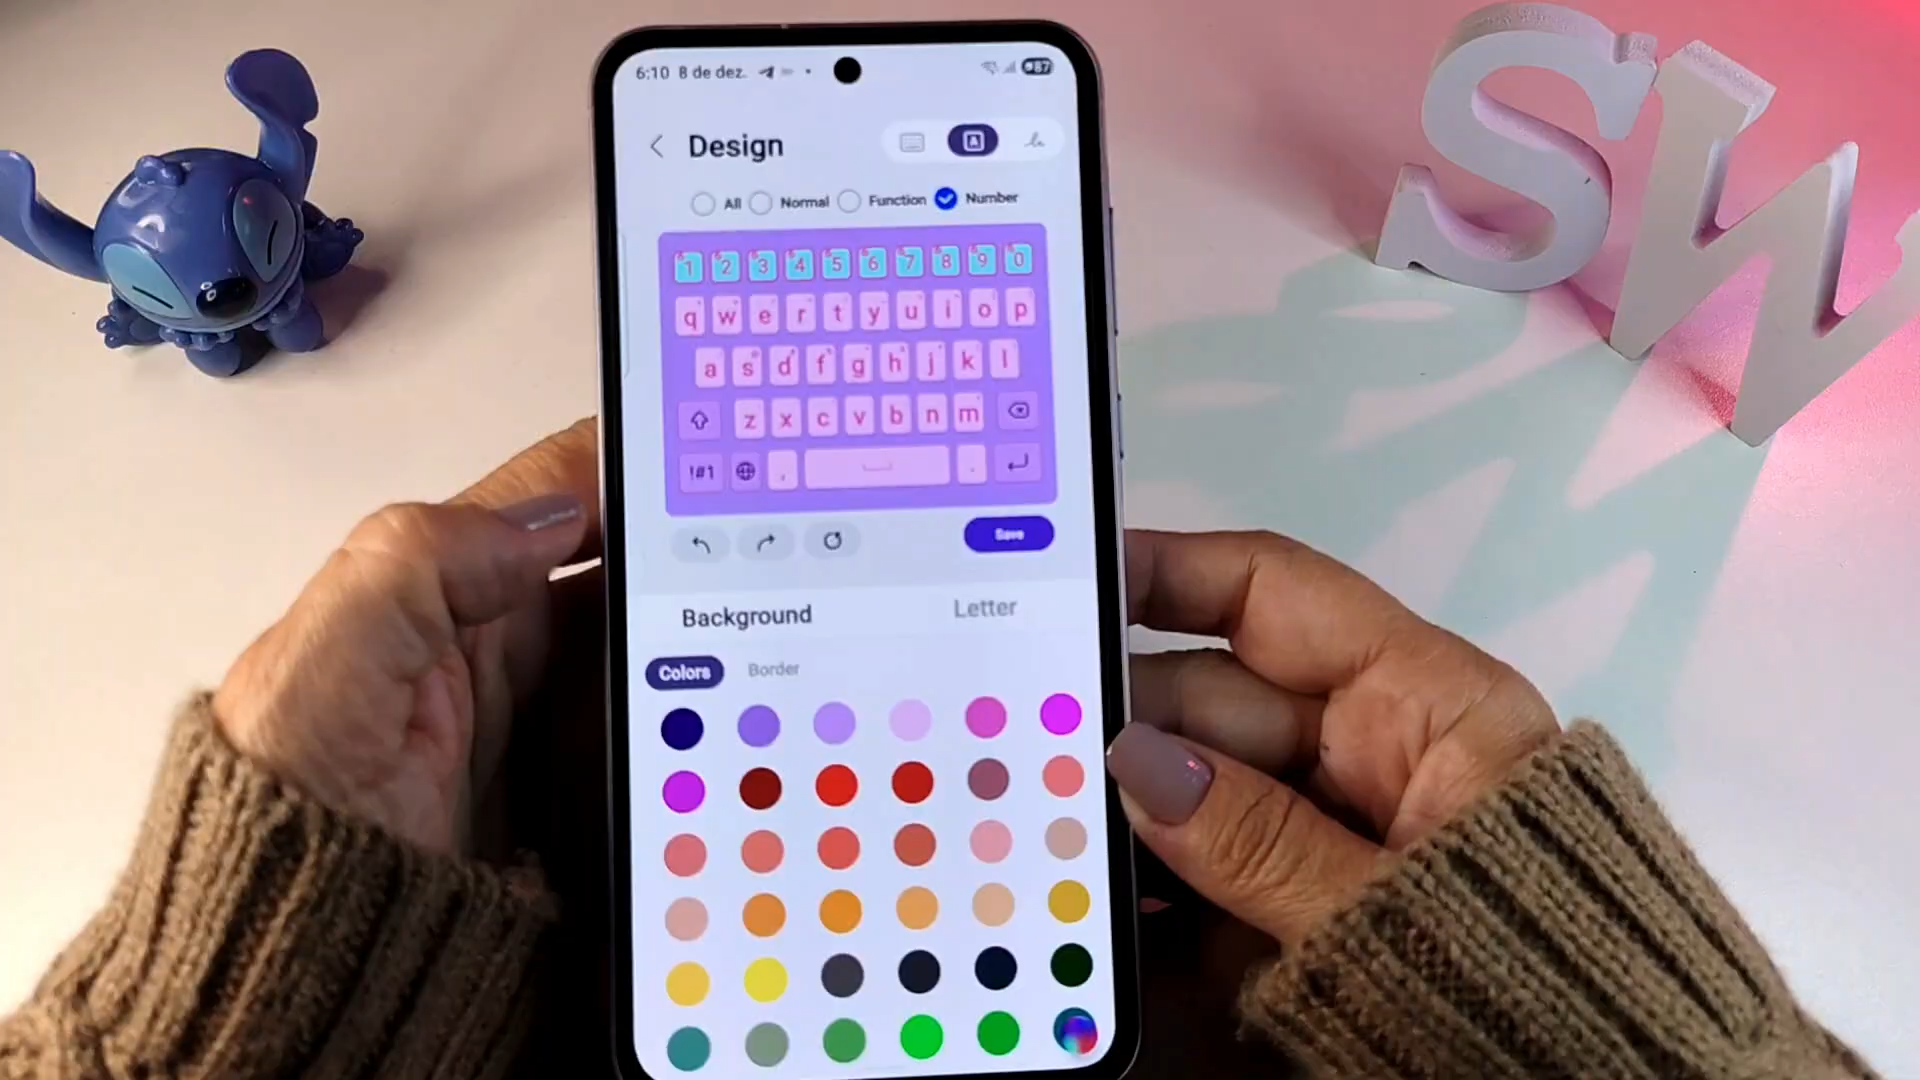 6:10 8 de dez. 87
SW
Design
All Normal Function Number
1 2 3 4 5 6 7 8 9 0
q w e r t y u i o p
a s d f g h j k l
z x c v b n m
!#1 , .
Save
Background Letter
Colors Border